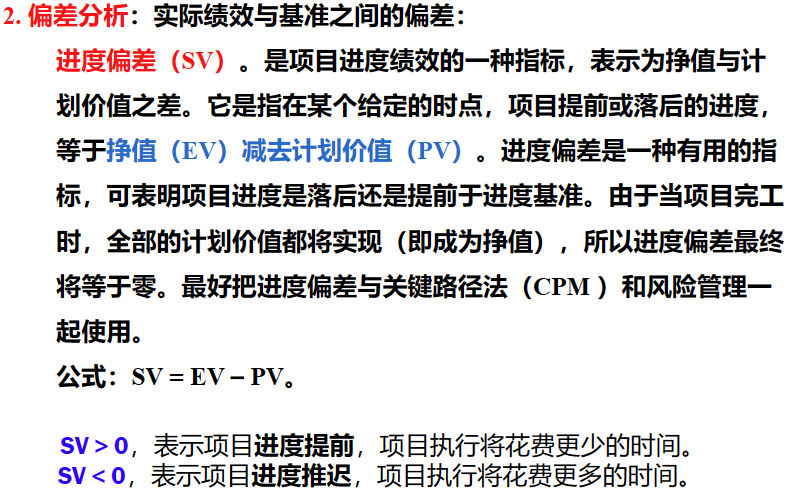 2. 偏差分析：实际绩效与基准之间的偏差：
进度偏差（SV）。是项目进度绩效的一种指标，表示为挣值与计
划价值之差。它是指在某个给定的时点，项目提前或落后的进度，
等于挣值（EV）减去计划价值（PV）。进度偏差是一种有用的指
标，可表明项目进度是落后还是提前于进度基准。由于当项目完工
时，全部的计划价值都将实现（即成为挣值），所以进度偏差最终
将等于零。最好把进度偏差与关键路径法（CPM ）和风险管理一
起使用。
公式：SV = EV – PV。
SV > 0，表示项目进度提前，项目执行将花费更少的时间。
SV < 0，表示项目进度推迟，项目执行将花费更多的时间。